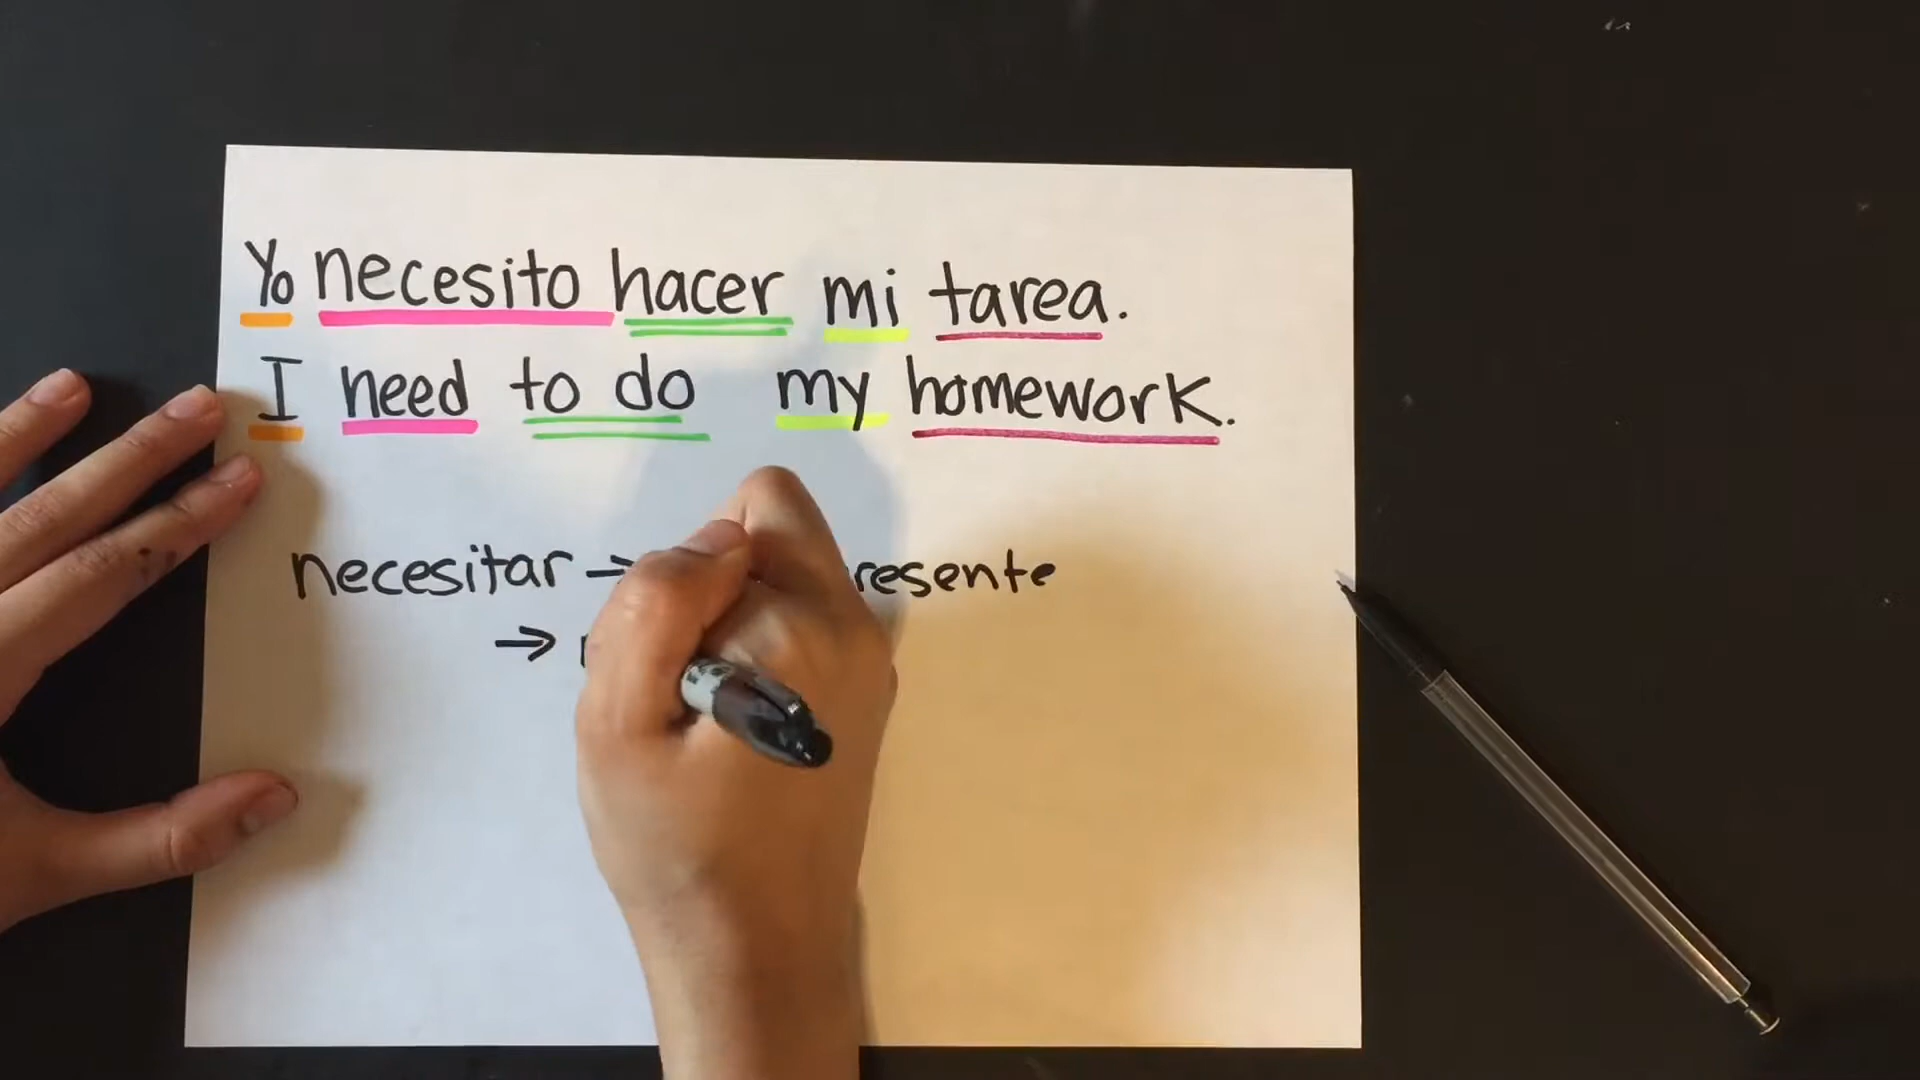 Yo necesito hacer mi tarea.
I need to do my homework.
necesitar →
→